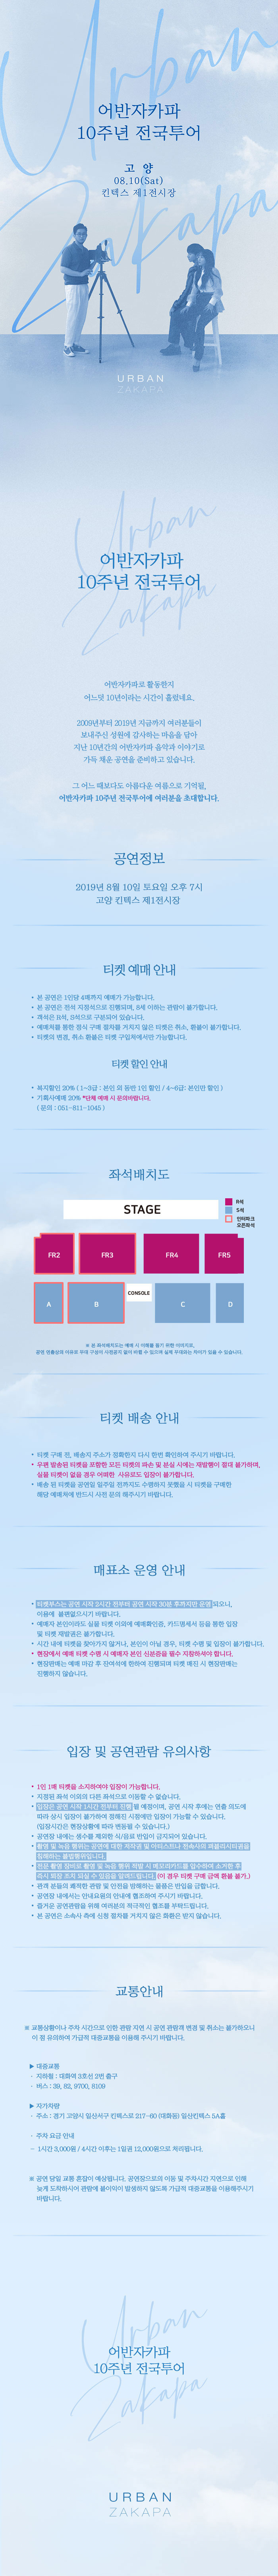 Urban
Zakapa
어반자카파
10주년 전국투어
고 양
08.10(Sat)
킨텍스 제1전시장
URBAN
ZAKAPA
Urban
Zakapa
어반자카파
10주년 전국투어
어반자카파로 활동한지
어느덧 10년이라는 시간이 흘렀네요.
2009년부터 2019년 지금까지 여러분들이
보내주신 성원에 감사하는 마음을 담아
지난 10년간의 어반자카파 음악과 이야기로
가득 채운 공연을 준비하고 있습니다.
그 어느 때보다도 아름다운 여름으로 기억될,
어반자카파 10주년 전국투어에 여러분을 초대합니다.
공연정보
2019년 8월 10일 토요일 오후 7시
고양 킨텍스 제1전시장
티켓 예매 안내
• 본 공연은 1인당 4매까지 예매가 가능합니다.
• 본 공연은 전석 지정석으로 진행되며, 8세 이하는 관람이 불가합니다.
• 객석은 R석, S석으로 구분되어 있습니다.
• 예매처를 통한 정식 구매 절차를 거치지 않은 티켓은 취소, 환불이 불가합니다.
• 티켓의 변경, 취소 환불은 티켓 구입처에서만 가능합니다.
티켓 할인 안내
• 복지할인 20% ( 1~3급 : 본인 외 동반 1인 할인 / 4~6급: 본인만 할인 )
• 기획사예매 20% *단체 예매 시 문의바랍니다.
( 문의 : 051-811-1045 )
좌석배치도
STAGE
R석
S석
인터파크
오픈좌석
FR2 FR3 FR4 FR5
CONSOLE
A B C D
※ 본 좌석배치도는 예매 시 이해를 돕기 위한 이미지로,
공연 연출상의 이유로 무대 구성이 사전공지 없이 바뀔 수 있으며 실제 무대와는 차이가 있을 수 있습니다.
티켓 배송 안내
• 티켓 구매 전, 배송지 주소가 정확한지 다시 한번 확인하여 주시기 바랍니다.
• 우편 발송된 티켓을 포함한 모든 티켓의 파손 및 분실 시에는 재발행이 절대 불가하며,
실물 티켓이 없을 경우 어떠한 사유로도 입장이 불가합니다.
• 배송 된 티켓을 공연일 일주일 전까지도 수령하지 못했을 시 티켓을 구매한
해당 예매처에 반드시 사전 문의 해주시기 바랍니다.
매표소 운영 안내
• 티켓부스는 공연 시작 2시간 전부터 공연 시작 30분 후까지만 운영되오니,
이용에 불편없으시기 바랍니다.
• 예매자 본인이라도 실물 티켓 이외에 예매확인증, 카드명세서 등을 통한 입장
및 티켓 재발권은 불가합니다.
• 시간 내에 티켓을 찾아가지 않거나, 본인이 아닐 경우, 티켓 수령 및 입장이 불가합니다.
• 현장에서 예매 티켓 수령 시 예매자 본인 신분증을 필수 지참하셔야 합니다.
• 현장판매는 예매 마감 후 잔여석에 한하여 진행되며 티켓 매진 시 현장판매는
진행하지 않습니다.
입장 및 공연관람 유의사항
• 1인 1매 티켓을 소지하여야 입장이 가능합니다.
• 지정된 좌석 이외의 다른 좌석으로 이동할 수 없습니다.
• 입장은 공연 시작 1시간 전부터 진행 될 예정이며, 공연 시작 후에는 연출 의도에
따라 상시 입장이 불가하며 정해진 시점에만 입장이 가능할 수 있습니다.
(입장시간은 현장상황에 따라 변동될 수 있습니다.)
• 공연장 내에는 생수를 제외한 식/음료 반입이 금지되어 있습니다.
• 촬영 및 녹음 행위는 공연에 대한 저작권 및 아티스트나 전속사의 퍼블리시티권을
침해하는 불법행위입니다.
• 전문 촬영 장비로 촬영 및 녹음 행위 적발 시 메모리카드를 압수하여 소거한 후,
즉시 퇴장 조치 되실 수 있음을 알려드립니다. (이 경우 티켓 구매 금액 환불 불가.)
• 관객 분들의 쾌적한 관람 및 안전을 방해하는 물품은 반입을 금합니다.
• 공연장 내에서는 안내요원의 안내에 협조하여 주시기 바랍니다.
• 즐거운 공연관람을 위해 여러분의 적극적인 협조를 부탁드립니다.
• 본 공연은 소속사 측에 신청 절차를 거치지 않은 화환은 받지 않습니다.
교통안내
※ 교통상황이나 주차 시간으로 인한 관람 지연 시 공연 관람객 변경 및 취소는 불가하오니
이 점 유의하여 가급적 대중교통을 이용해 주시기 바랍니다.
▶ 대중교통
- 지하철 : 대화역 3호선 2번 출구
- 버스 : 39, 82, 9700, 8109
▶ 자가차량
- 주소 : 경기 고양시 일산서구 킨텍스로 217-60 (대화동) 일산킨텍스 5A홀
- 주차 요금 안내
- 1시간 3,000원 / 4시간 이후는 1일권 12,000원으로 처리됩니다.
※ 공연 당일 교통 혼잡이 예상됩니다. 공연장으로의 이동 및 주차시간 지연으로 인해
늦게 도착하시어 관람에 불이익이 발생하지 않도록 가급적 대중교통을 이용해주시기
바랍니다.
Urban
Zakapa
어반자카파
10주년 전국투어
URBAN
ZAKAPA